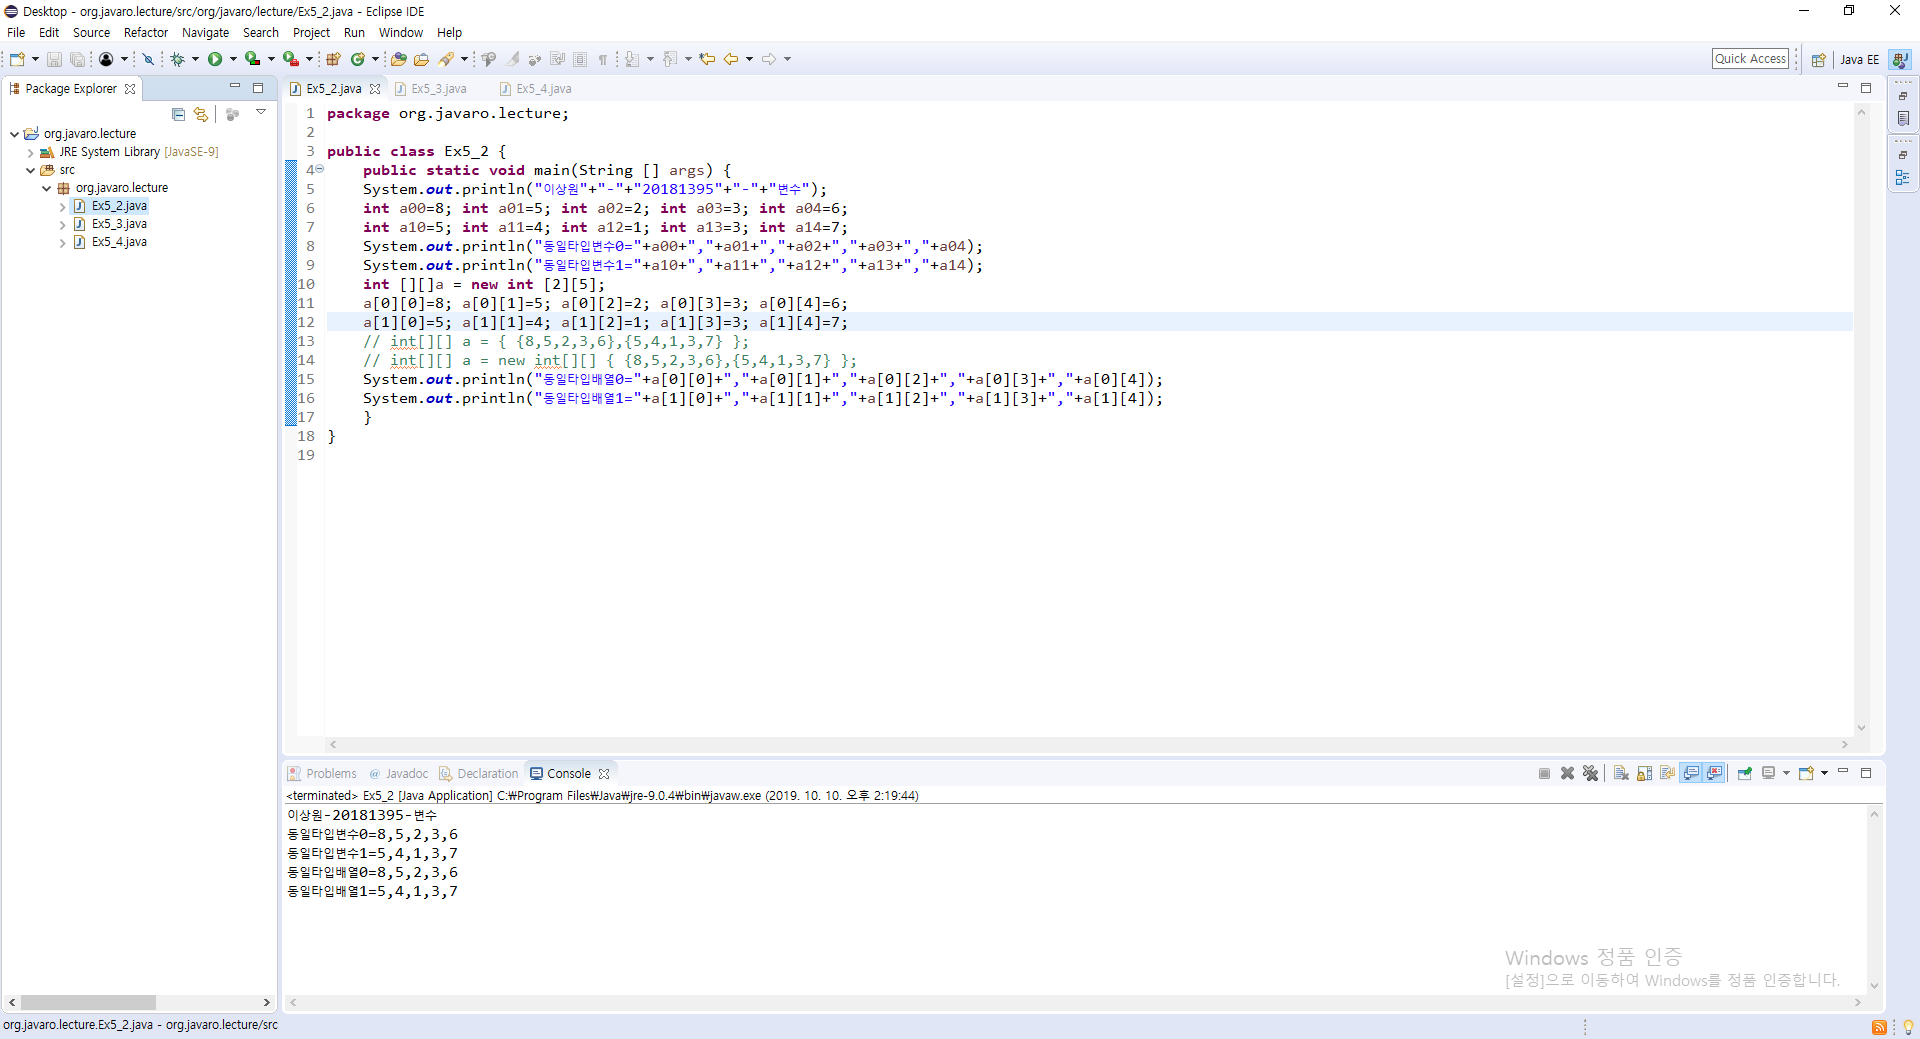 Desktop - org.javaro.lecture/src/org/javaro/lecture/Ex5_2.java - Eclipse IDE
File Edit Source Refactor Navigate Search Project Run Window Help
Quick Access
Java EE
Package Explorer
org.javaro.lecture
JRE System Library [JavaSE-9]
src
org.javaro.lecture
Ex5_2.java
Ex5_3.java
Ex5_4.java
Ex5_2.java Ex5_3.java Ex5_4.java
1 package org.javaro.lecture;
2
3 public class Ex5_2 {
4 public static void main(String [] args) {
5 System.out.println("이상원"+"-"+"20181395"+"-"+"변수");
6 int a00=8; int a01=5; int a02=2; int a03=3; int a04=6;
7 int a10=5; int a11=4; int a12=1; int a13=3; int a14=7;
8 System.out.println("동일타입변수0="+a00+","+a01+","+a02+","+a03+","+a04);
9 System.out.println("동일타입변수1="+a10+","+a11+","+a12+","+a13+","+a14);
10 int [][]a = new int [2][5];
11 a[0][0]=8; a[0][1]=5; a[0][2]=2; a[0][3]=3; a[0][4]=6;
12 a[1][0]=5; a[1][1]=4; a[1][2]=1; a[1][3]=3; a[1][4]=7;
13 // int[][] a = { {8,5,2,3,6},{5,4,1,3,7} };
14 // int[][] a = new int[][] { {8,5,2,3,6},{5,4,1,3,7} };
15 System.out.println("동일타입배열0="+a[0][0]+","+a[0][1]+","+a[0][2]+","+a[0][3]+","+a[0][4]);
16 System.out.println("동일타입배열1="+a[1][0]+","+a[1][1]+","+a[1][2]+","+a[1][3]+","+a[1][4]);
17 }
18 }
19
Problems Javadoc Declaration Console
<terminated> Ex5_2 [Java Application] C:₩Program Files₩Java₩jre-9.0.4₩bin₩javaw.exe (2019. 10. 10. 오후 2:19:44)
이상원-20181395-변수
동일타입변수0=8,5,2,3,6
동일타입변수1=5,4,1,3,7
동일타입배열0=8,5,2,3,6
동일타입배열1=5,4,1,3,7
Windows 정품 인증
[설정]으로 이동하여 Windows를 정품 인증합니다.
org.javaro.lecture.Ex5_2.java - org.javaro.lecture/src